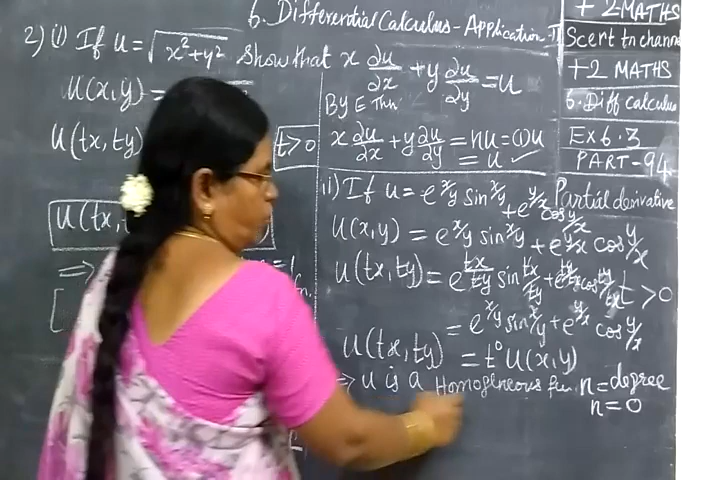 6. Differential Calculus - Application - II
2) (i) If u = √x²+y² show that x ∂u/∂x + y ∂u/∂y = u
u(x,y) =
u(tx, ty)
t>0
u(tx,
⇒
[
By E Thm
x ∂u/∂x + y ∂u/∂y = nu = (1)u
= u ✓
ii) If u = e^x/y sin x/y + e^y/x cos y/x
u(x,y) = e^x/y sin x/y + e^y/x cos y/x
u(tx, ty) = e^tx/ty sin tx/ty + e^ty/tx cos ty/tx t>0
= e^x/y sin x/y + e^y/x cos y/x
u(tx, ty) = t⁰ u(x,y)
⇒ u is a Homogeneous fun. n = degree
n = 0
+2 MATHS
Scert tn channel
+2 MATHS
6. Diff calculus
Ex 6.3
PART-94
Partial derivative